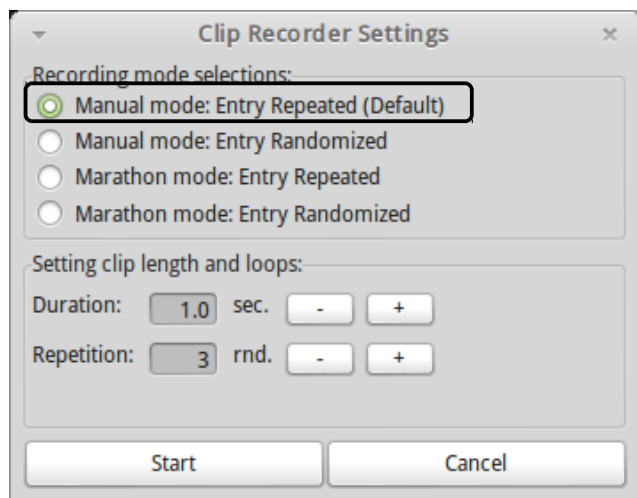 Clip Recorder Settings
Recording mode selections:
Manual mode: Entry Repeated (Default)
Manual mode: Entry Randomized
Marathon mode: Entry Repeated
Marathon mode: Entry Randomized
Setting clip length and loops:
Duration: 1.0 sec. - +
Repetition: 3 rnd. - +
Start Cancel